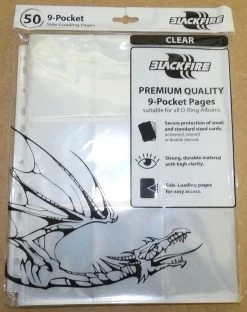 50
9-Pocket
Side-Loading Pages
BLACKFIRE
CLEAR
BLACKFIRE
PREMIUM QUALITY
9-Pocket Pages
suitable for all D-Ring Albums
Secure protection of small
and standard sized cards;
unsleeved, sleeved
or double sleeved.
Strong, durable material
with high clarity.
Side-Loading pages
for easy access.